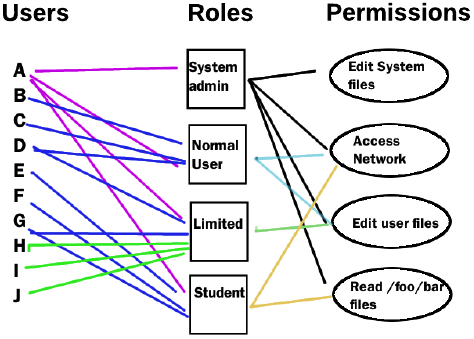 Users Roles Permissions
A
B
C
D
E
F
G
H
I
J
System
admin
Normal
User
Limited
Student
Edit System
files
Access
Network
Edit user files
Read /foo/bar
files